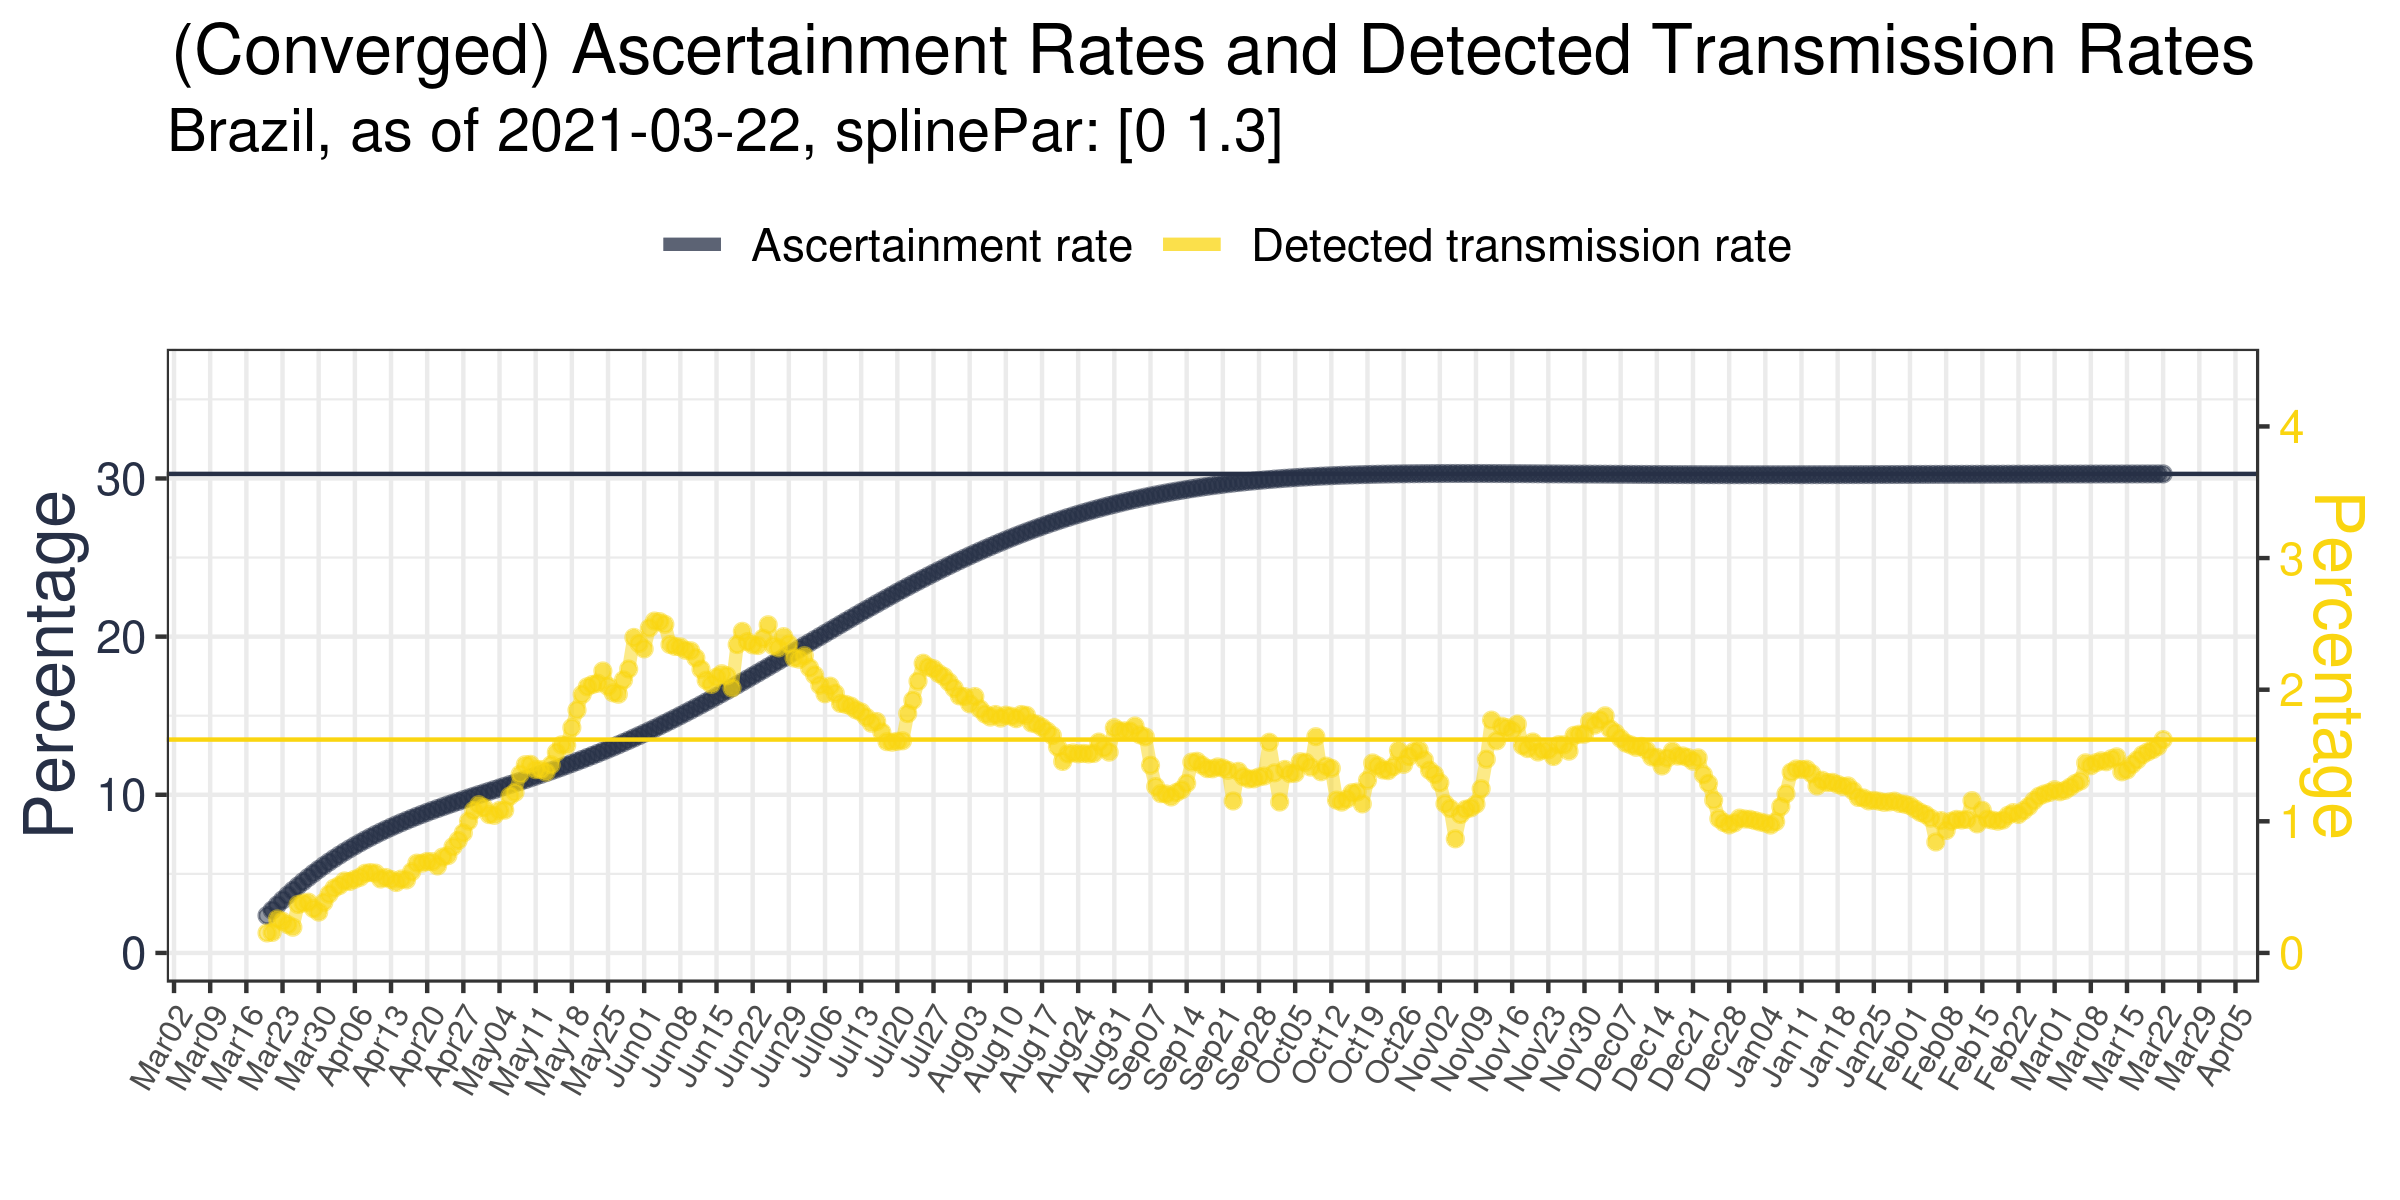 (Converged) Ascertainment Rates and Detected Transmission Rates
Brazil, as of 2021-03-22, splinePar: [0 1.3]
Ascertainment rate Detected transmission rate
Percentage
30
20
10
0
4
3
2
1
0
Percentage
Mar02 Mar09 Mar16 Mar23 Mar30 Apr06 Apr13 Apr20 Apr27 May04 May11 May18 May25 Jun01 Jun08 Jun15 Jun22 Jun29 Jul06 Jul13 Jul20 Jul27 Aug03 Aug10 Aug17 Aug24 Aug31 Sep07 Sep14 Sep21 Sep28 Oct05 Oct12 Oct19 Oct26 Nov02 Nov09 Nov16 Nov23 Nov30 Dec07 Dec14 Dec21 Dec28 Jan04 Jan11 Jan18 Jan25 Feb01 Feb08 Feb15 Feb22 Mar01 Mar08 Mar15 Mar22 Mar29 Apr05